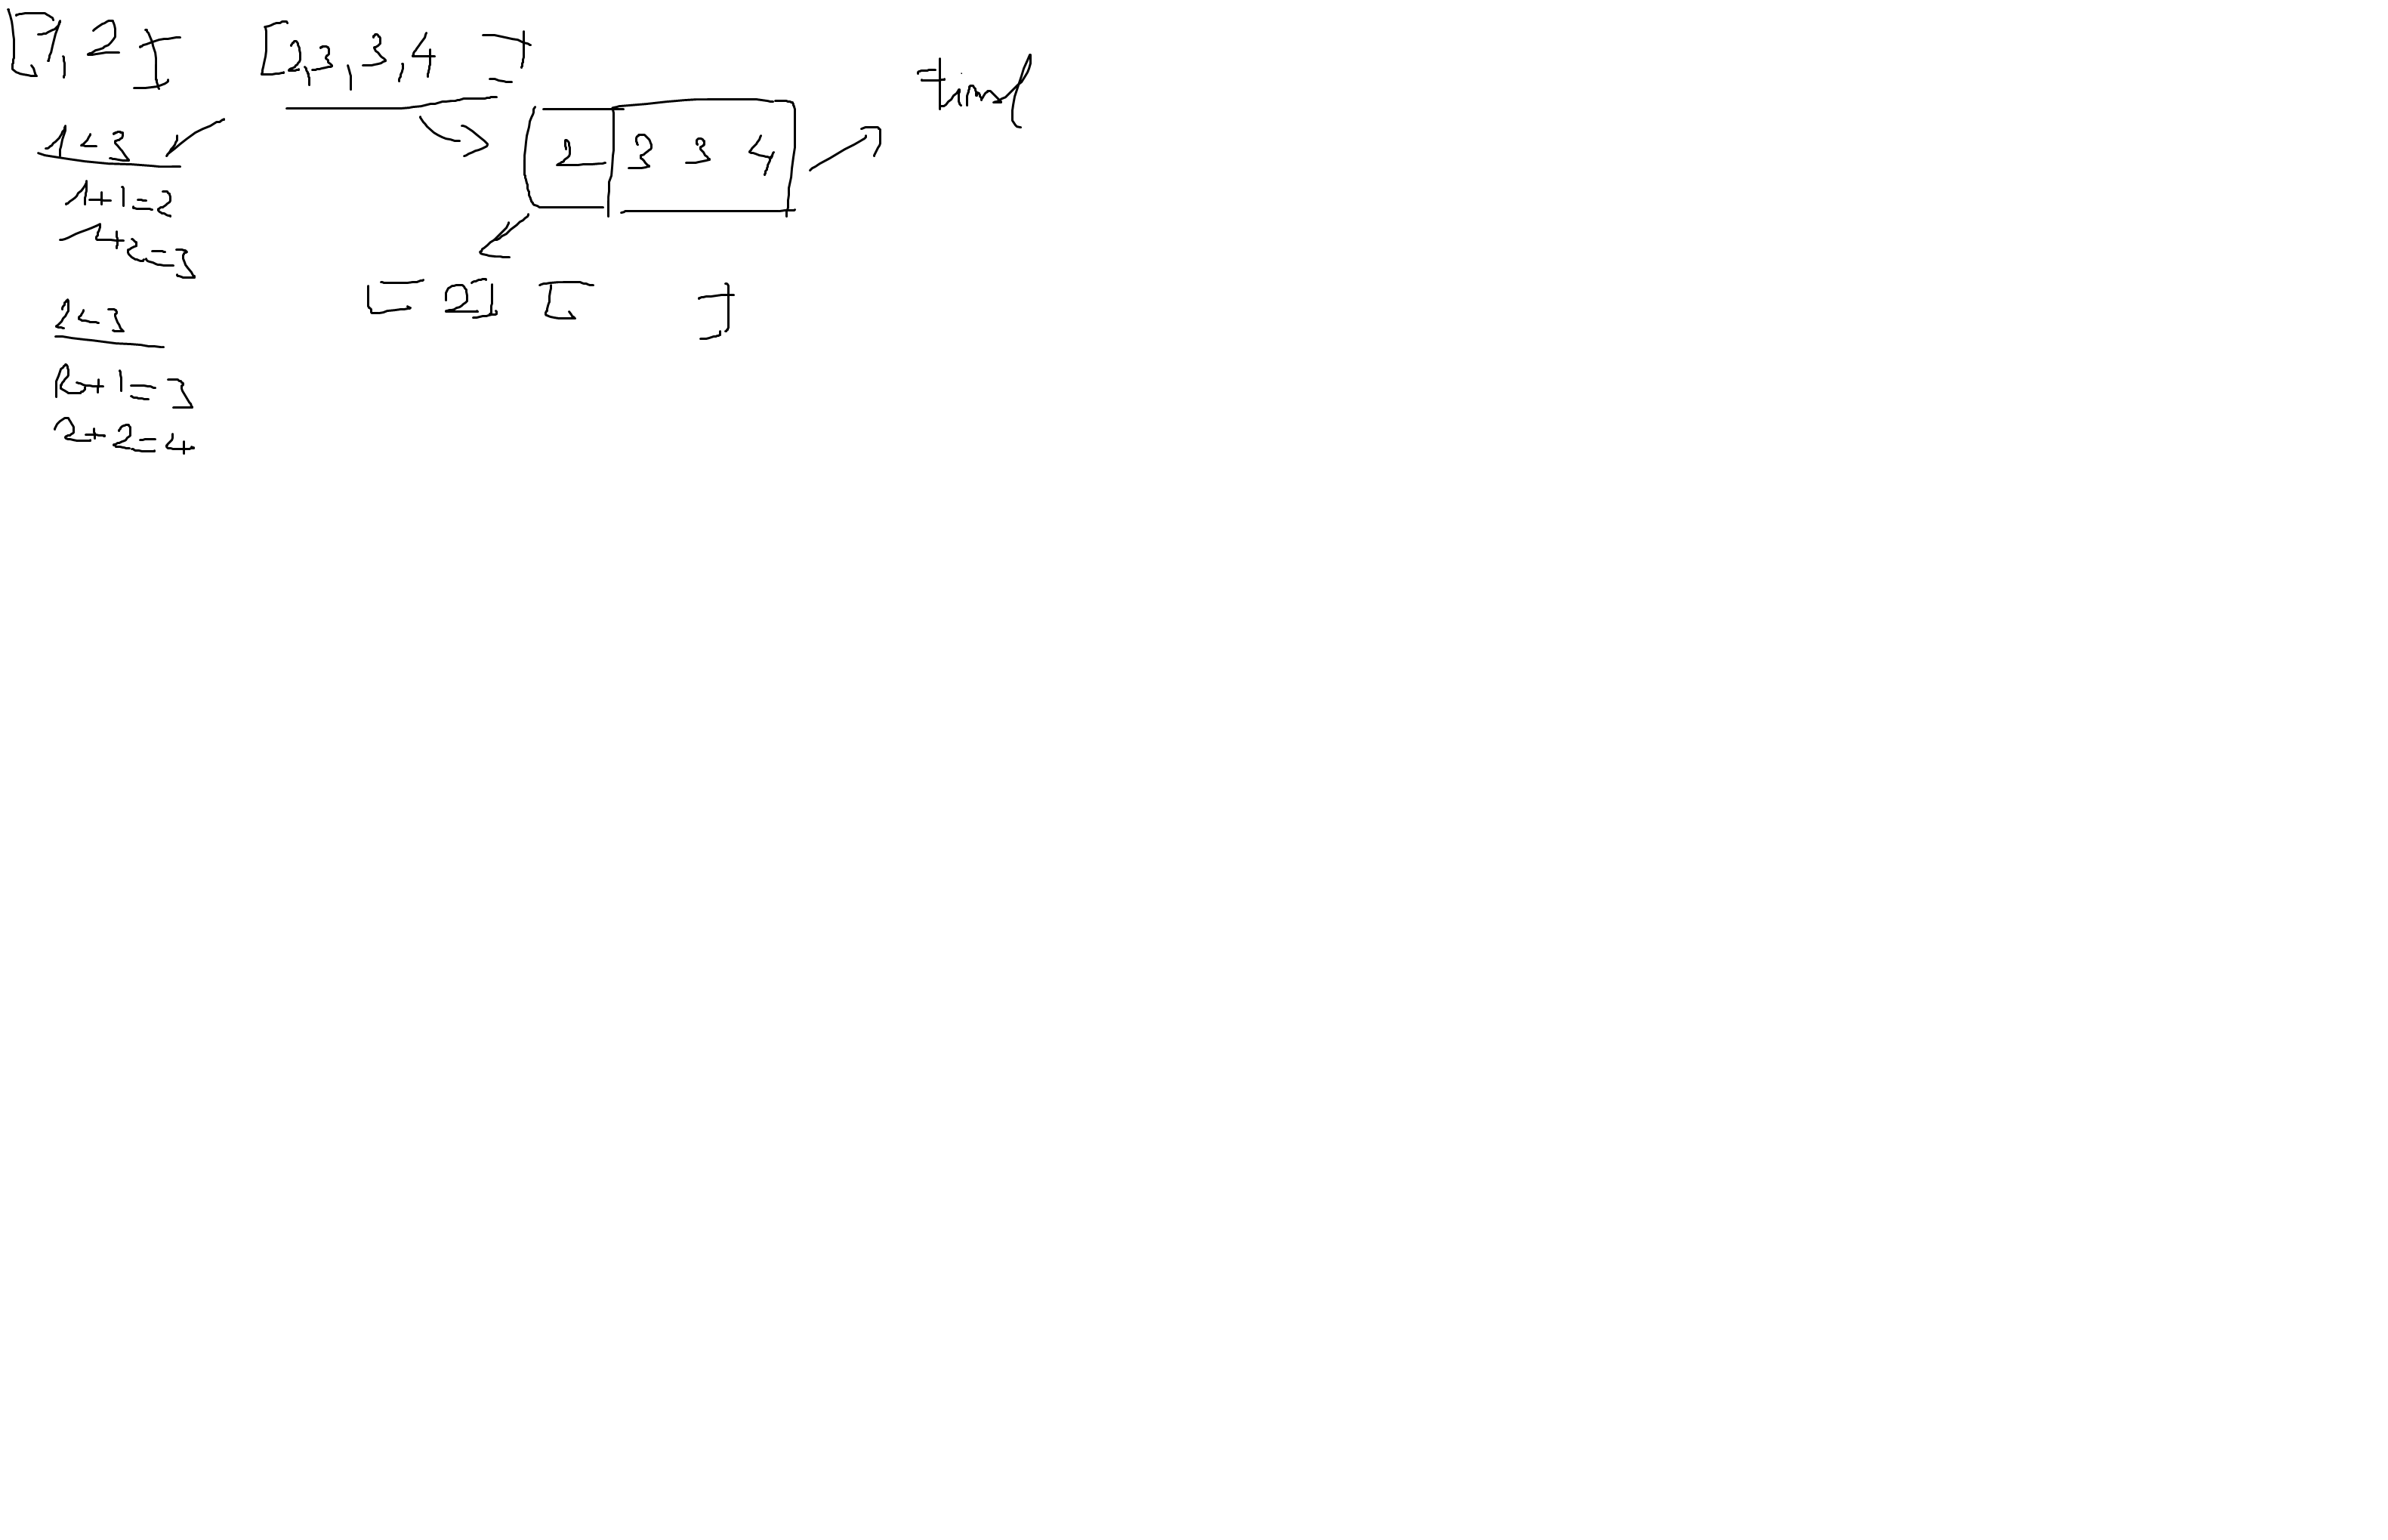 [1, 2] [2,3,3,4 ]
1<3
2 3 3 4
1+1=2
1+2=3
[ 2] [ ]
2<3
2+1=3
2+2=4